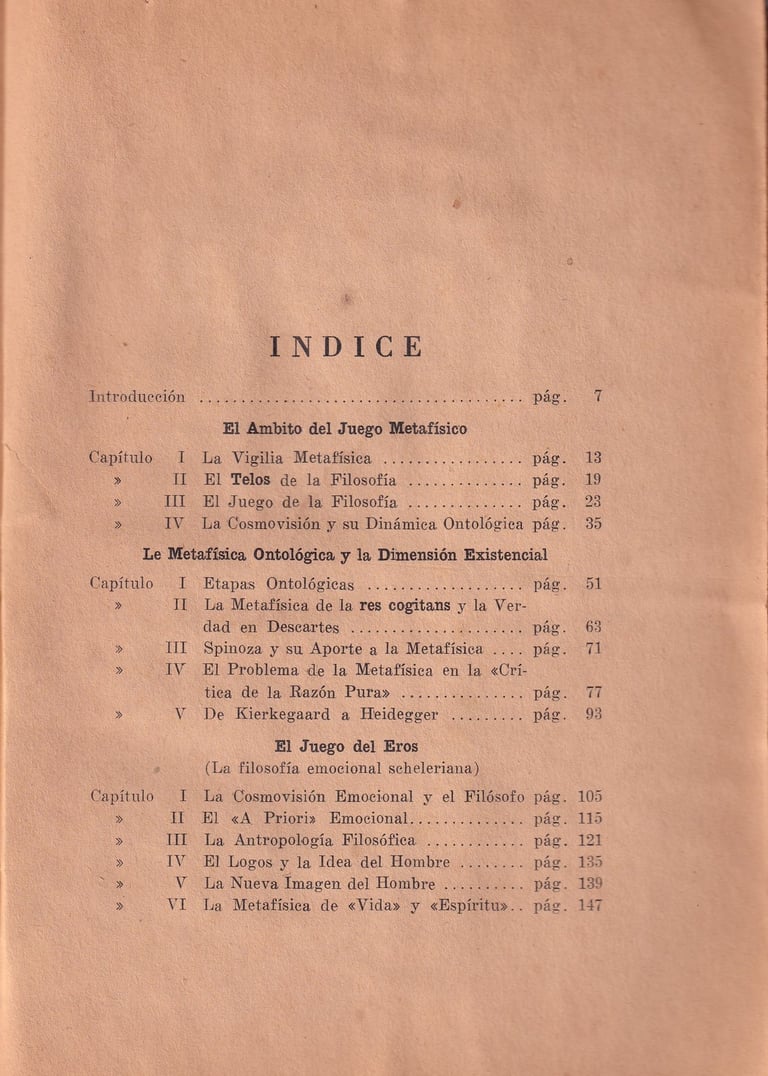 INDICE
Introducción ....................................... pág. 7
El Ambito del Juego Metafísico
Capítulo I La Vigilia Metafísica ................. pág. 13
» II El Telos de la Filosofía .............. pág. 19
» III El Juego de la Filosofía .............. pág. 23
» IV La Cosmovisión y su Dinámica Ontológica pág. 35
Le Metafísica Ontológica y la Dimensión Existencial
Capítulo I Etapas Ontológicas ................... pág. 51
» II La Metafísica de la res cogitans y la Ver-
dad en Descartes ..................... pág. 63
» III Spinoza y su Aporte a la Metafísica .... pág. 71
» IV El Problema de la Metafísica en la «Crí-
tica de la Razón Pura» ............... pág. 77
» V De Kierkegaard a Heidegger ......... pág. 93
El Juego del Eros
(La filosofía emocional scheleriana)
Capítulo I La Cosmovisión Emocional y el Filósofo pág. 105
» II El «A Priori» Emocional.............. pág. 115
» III La Antropología Filosófica ............ pág. 121
» IV El Logos y la Idea del Hombre ........ pág. 135
» V La Nueva Imagen del Hombre .......... pág. 139
» VI La Metafísica de «Vida» y «Espíritu».. pág. 147